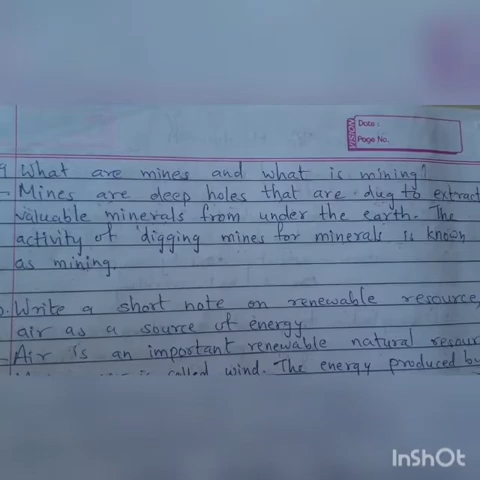 VISION
Date :
Page No.
What are mines and what is mining?
- Mines are deep holes that are dug to extract
valuable minerals from under the earth. The
activity of digging mines for minerals is known
as mining.
Write a short note on renewable resource,
air as a source of energy.
- Air is an important renewable natural resour
is called wind. The energy produced by
InShOt